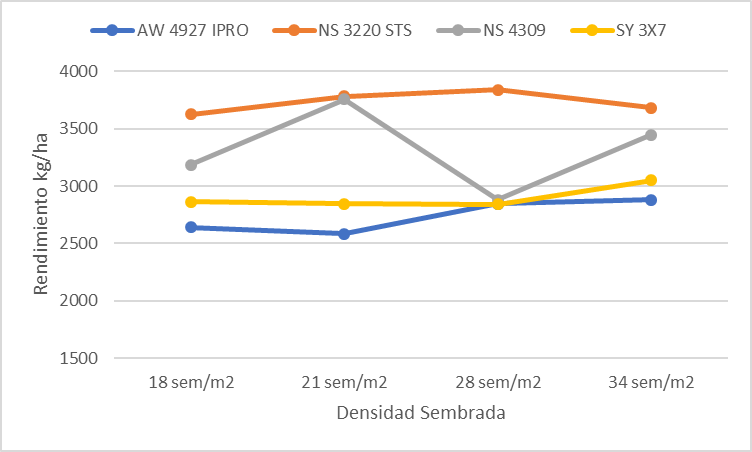 AW 4927 IPRO NS 3220 STS NS 4309 SY 3X7
4000
3500
3000
2500
2000
1500
Rendimiento kg/ha
18 sem/m2 21 sem/m2 28 sem/m2 34 sem/m2
Densidad Sembrada